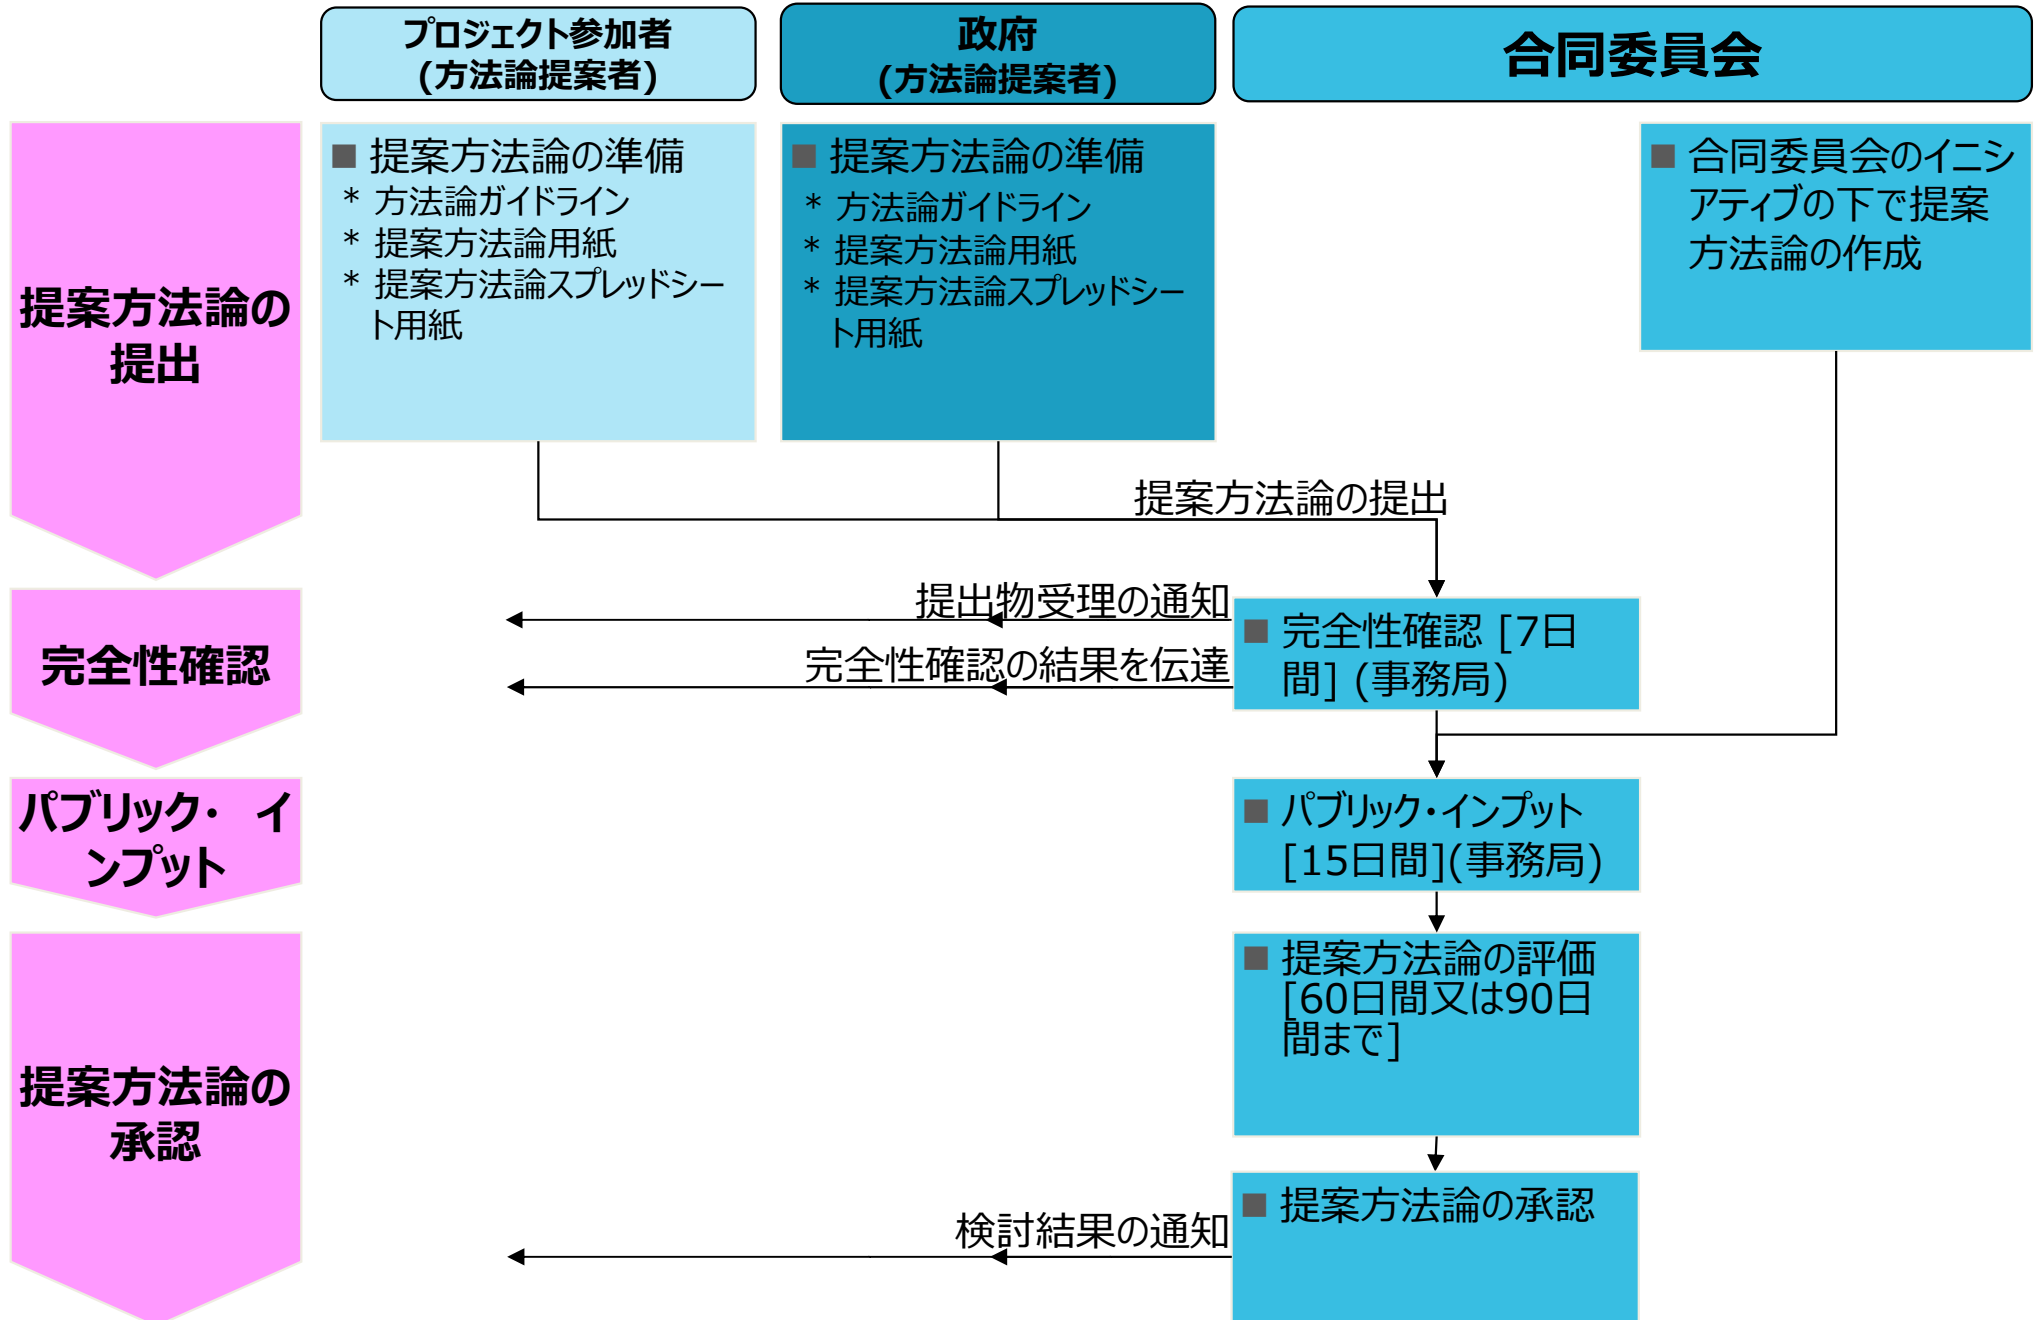 プロジェクト参加者
(方法論提案者)
政府
(方法論提案者)
合同委員会
提案方法論の
提出
■ 提案方法論の準備
* 方法論ガイドライン
* 提案方法論用紙
* 提案方法論スプレッドシー
ト用紙
■ 提案方法論の準備
* 方法論ガイドライン
* 提案方法論用紙
* 提案方法論スプレッドシー
ト用紙
■ 合同委員会のイニシ
アティブの下で提案
方法論の作成
提案方法論の提出
完全性確認
提出物受理の通知
完全性確認の結果を伝達
■ 完全性確認 [7日
間] (事務局)
パブリック・ イ
ンプット
■ パブリック・インプット
[15日間](事務局)
提案方法論の
承認
■ 提案方法論の評価
[60日間又は90日
間まで]
検討結果の通知
■ 提案方法論の承認